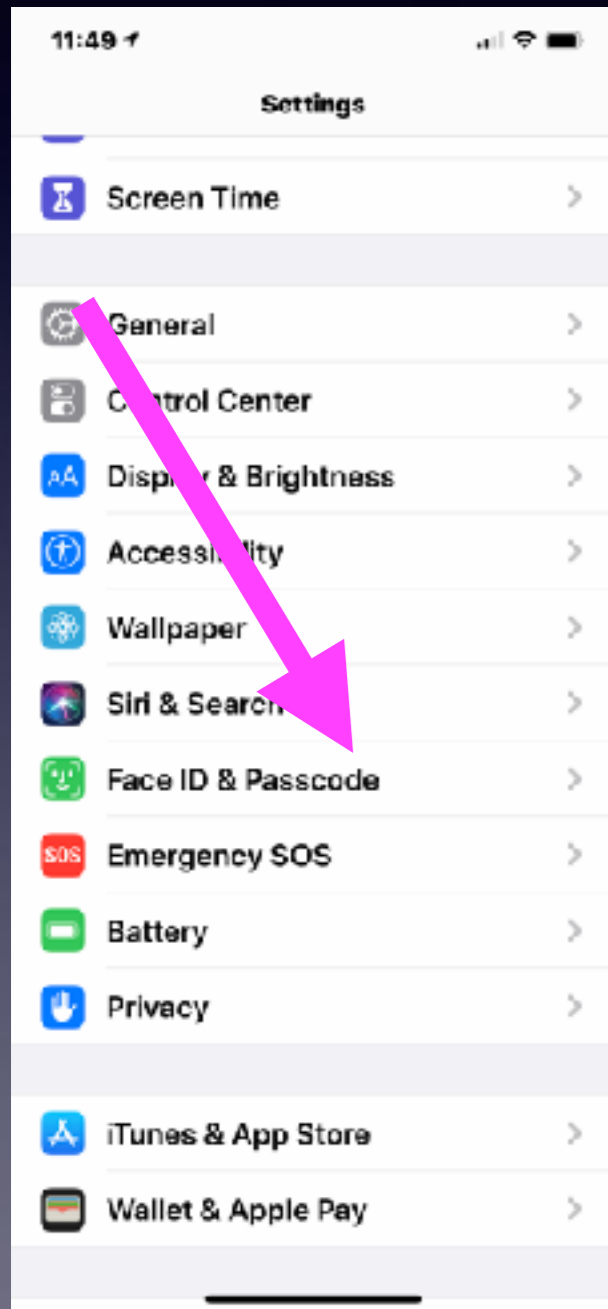 11:49
Settings
Screen Time
General
Control Center
Display & Brightness
Accessibility
Wallpaper
Siri & Search
Face ID & Passcode
SOS Emergency SOS
Battery
Privacy
iTunes & App Store
Wallet & Apple Pay